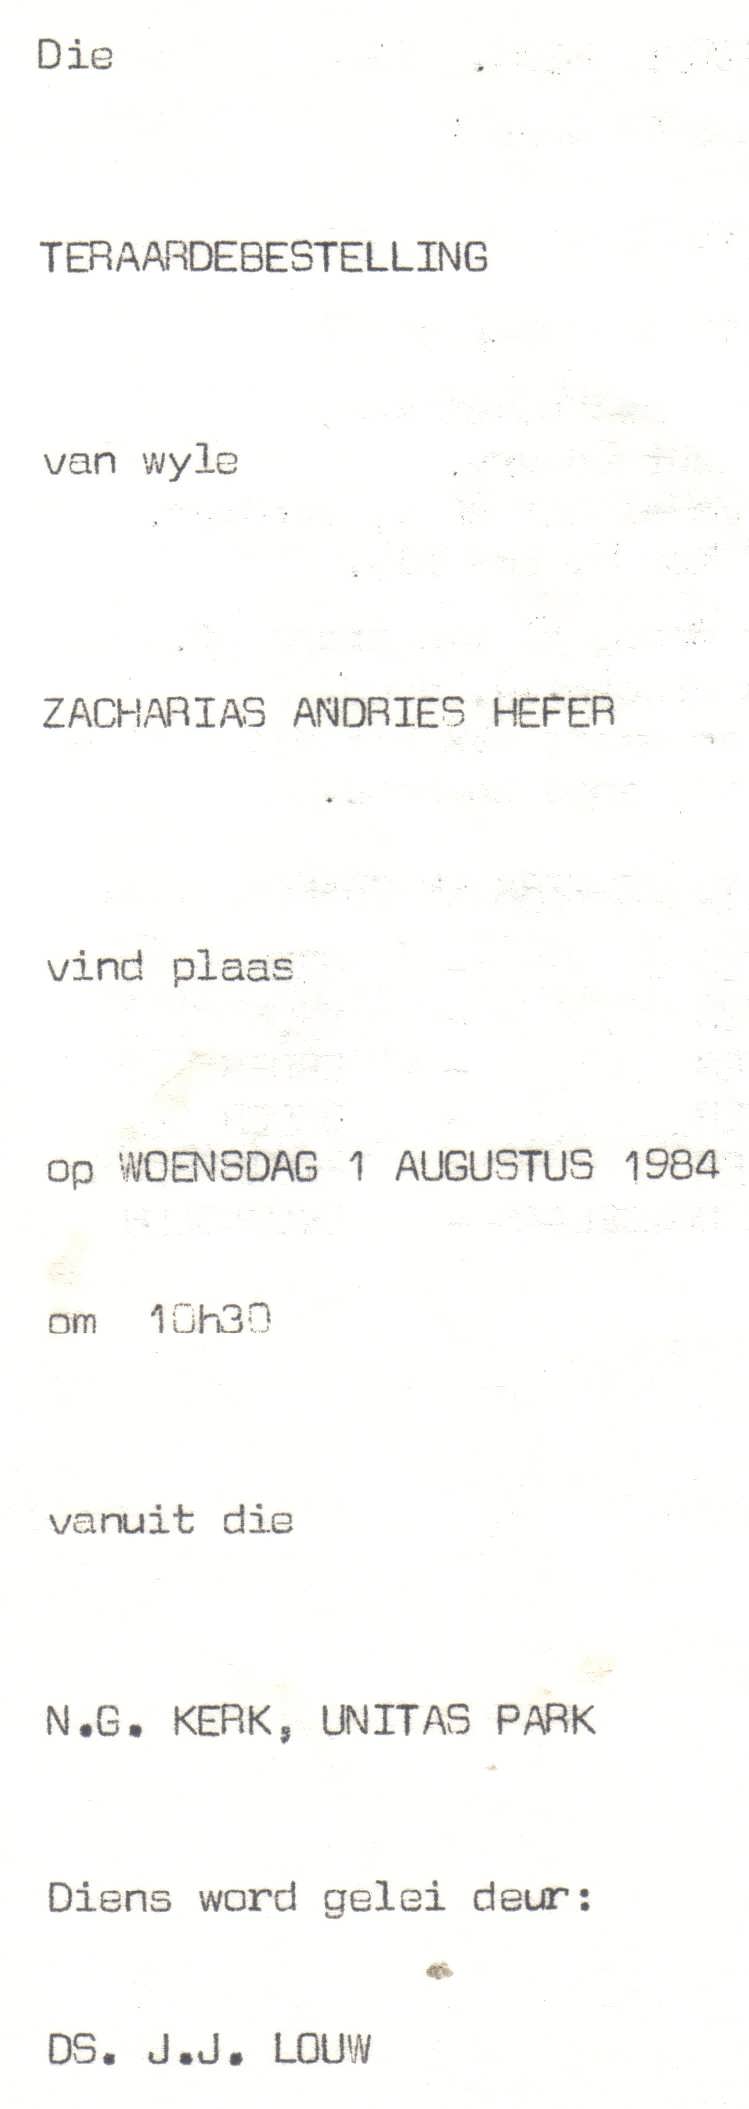 Die
TERAARDEBESTELLING
van wyle
ZACHARIAS ANDRIES HEFER
vind plaas
op WOENSDAG 1 AUGUSTUS 1984
om 10h30
vanuit die
N.G. KERK, UNITAS PARK
Diens word gelei deur:
DS. J.J. LOUW